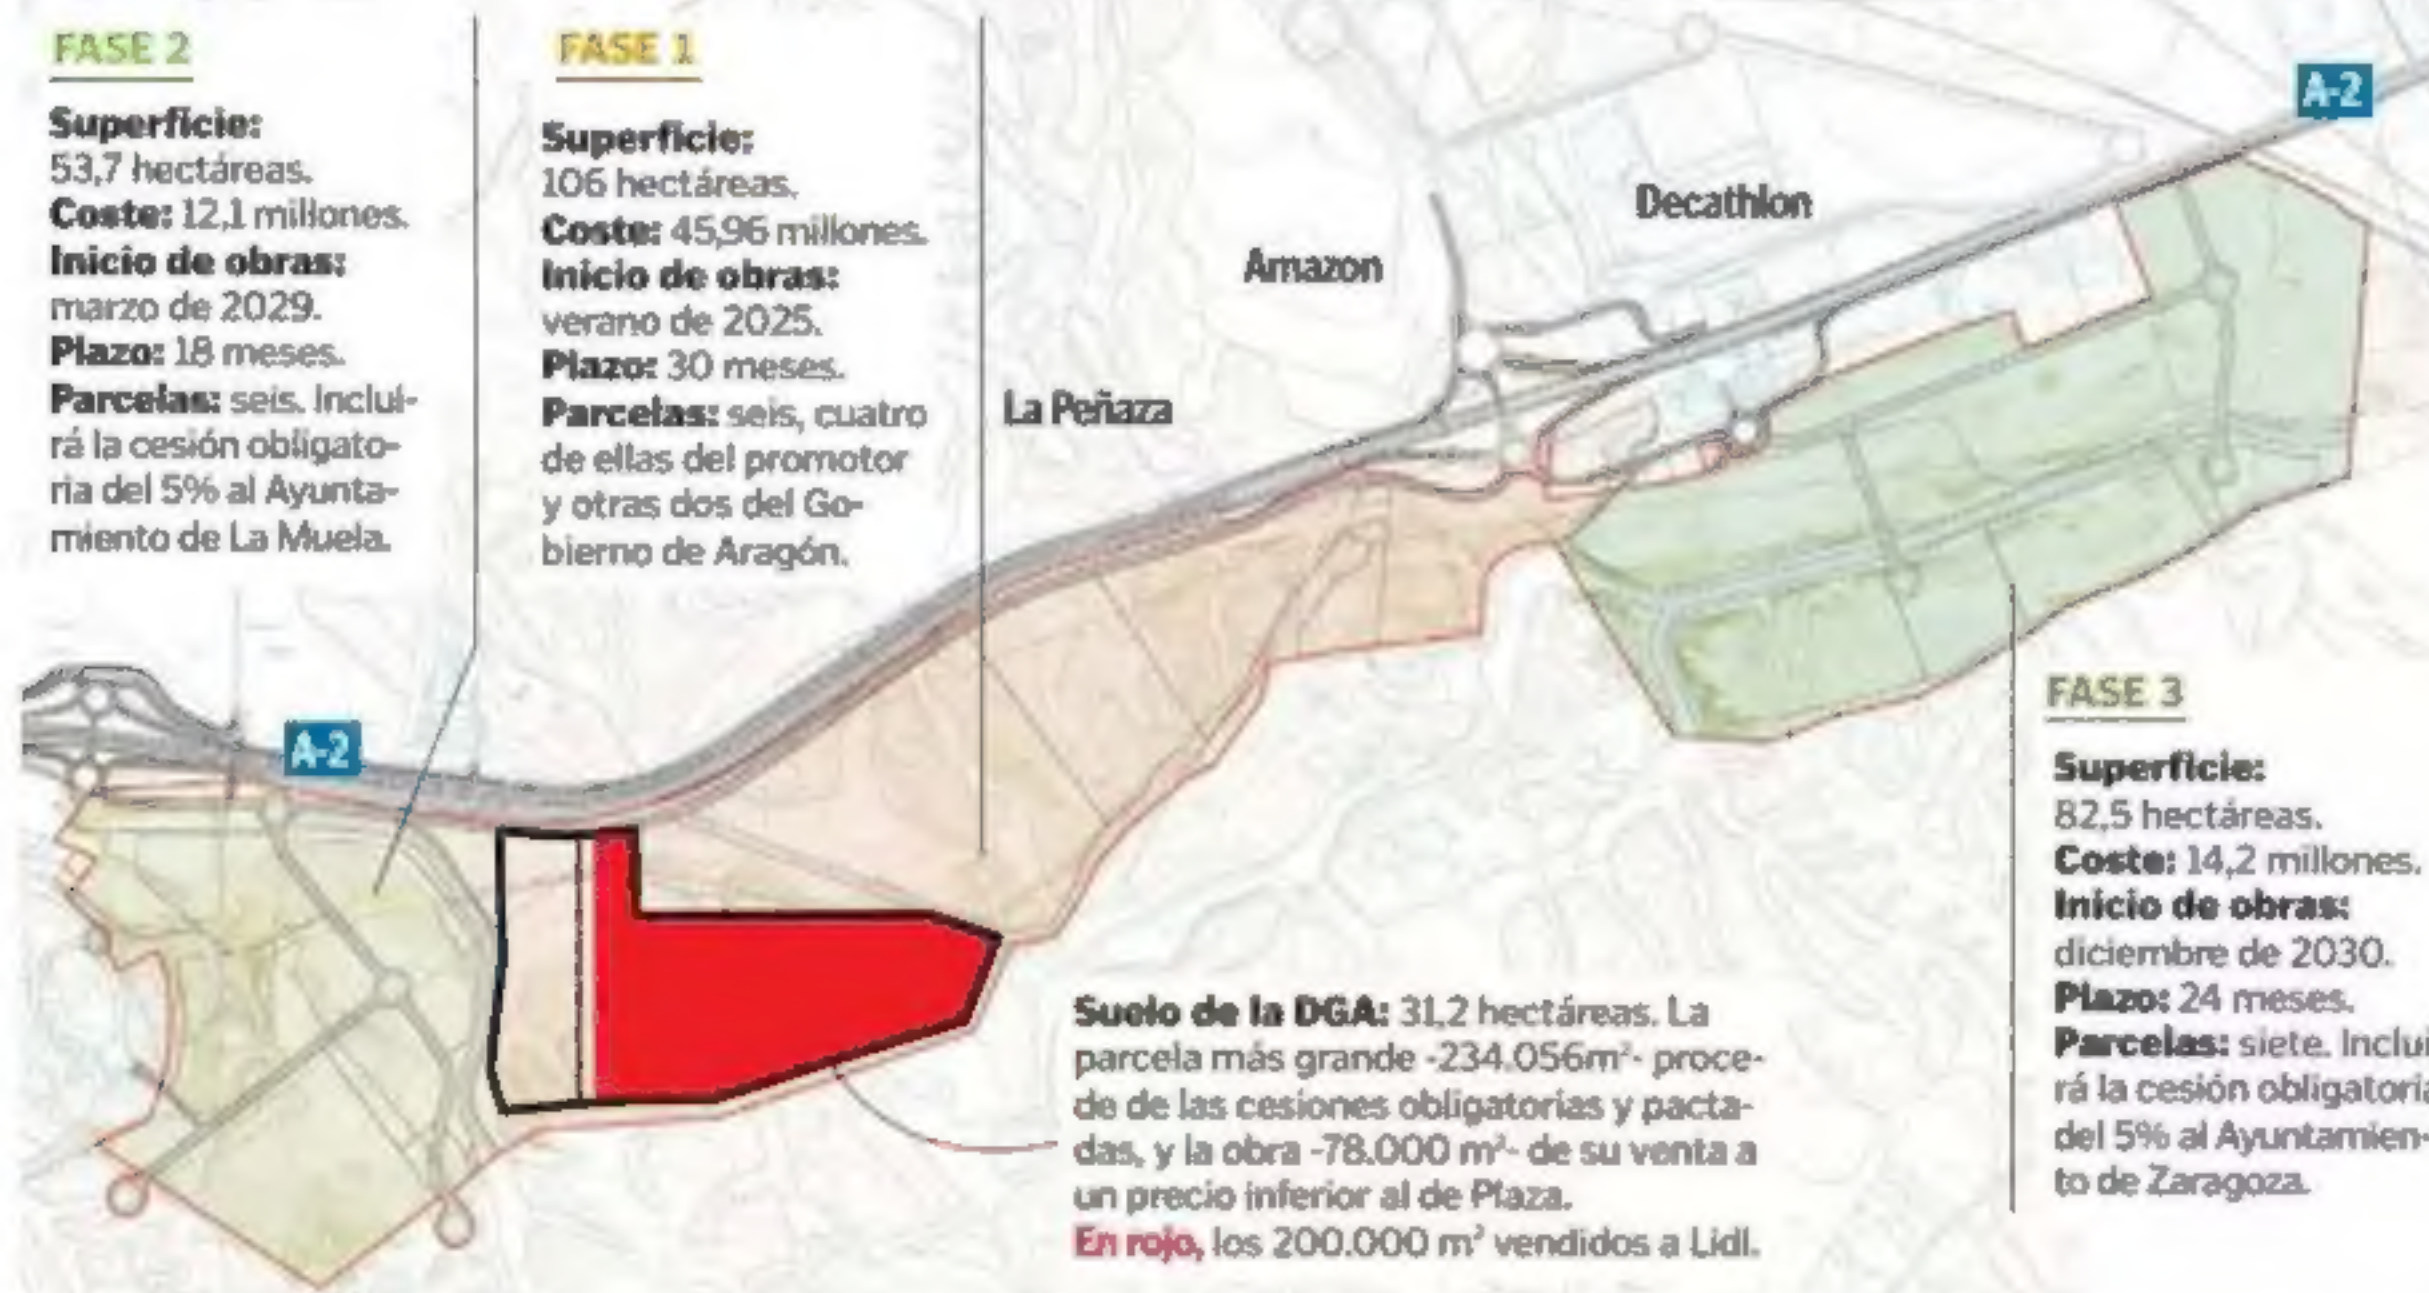 FASE 2
Superficie:
53,7 hectáreas.
Coste: 12,1 millones.
Inicio de obras:
marzo de 2029.
Plazo: 18 meses.
Parcelas: seis. Inclui-
rá la cesión obligato-
ria del 5% al Ayunta-
miento de La Muela.
FASE 1
Superficie:
106 hectáreas.
Coste: 45,96 millones.
Inicio de obras:
verano de 2025.
Plazo: 30 meses.
Parcelas: seis, cuatro
de ellas del promotor
y otras dos del Go-
bierno de Aragón.
La Peñaza
Amazon
Decathlon
A-2
A-2
Suelo de la DGA: 31,2 hectáreas. La
parcela más grande -234.056m²- proce-
de de las cesiones obligatorias y pacta-
das, y la obra -78.000 m²- de su venta a
un precio inferior al de Plaza.
En rojo, los 200.000 m² vendidos a Lidl.
FASE 3
Superficie:
82,5 hectáreas.
Coste: 14,2 millones.
Inicio de obras:
diciembre de 2030.
Plazo: 24 meses.
Parcelas: siete. Inclui
rá la cesión obligatoria
del 5% al Ayuntamien-
to de Zaragoza.